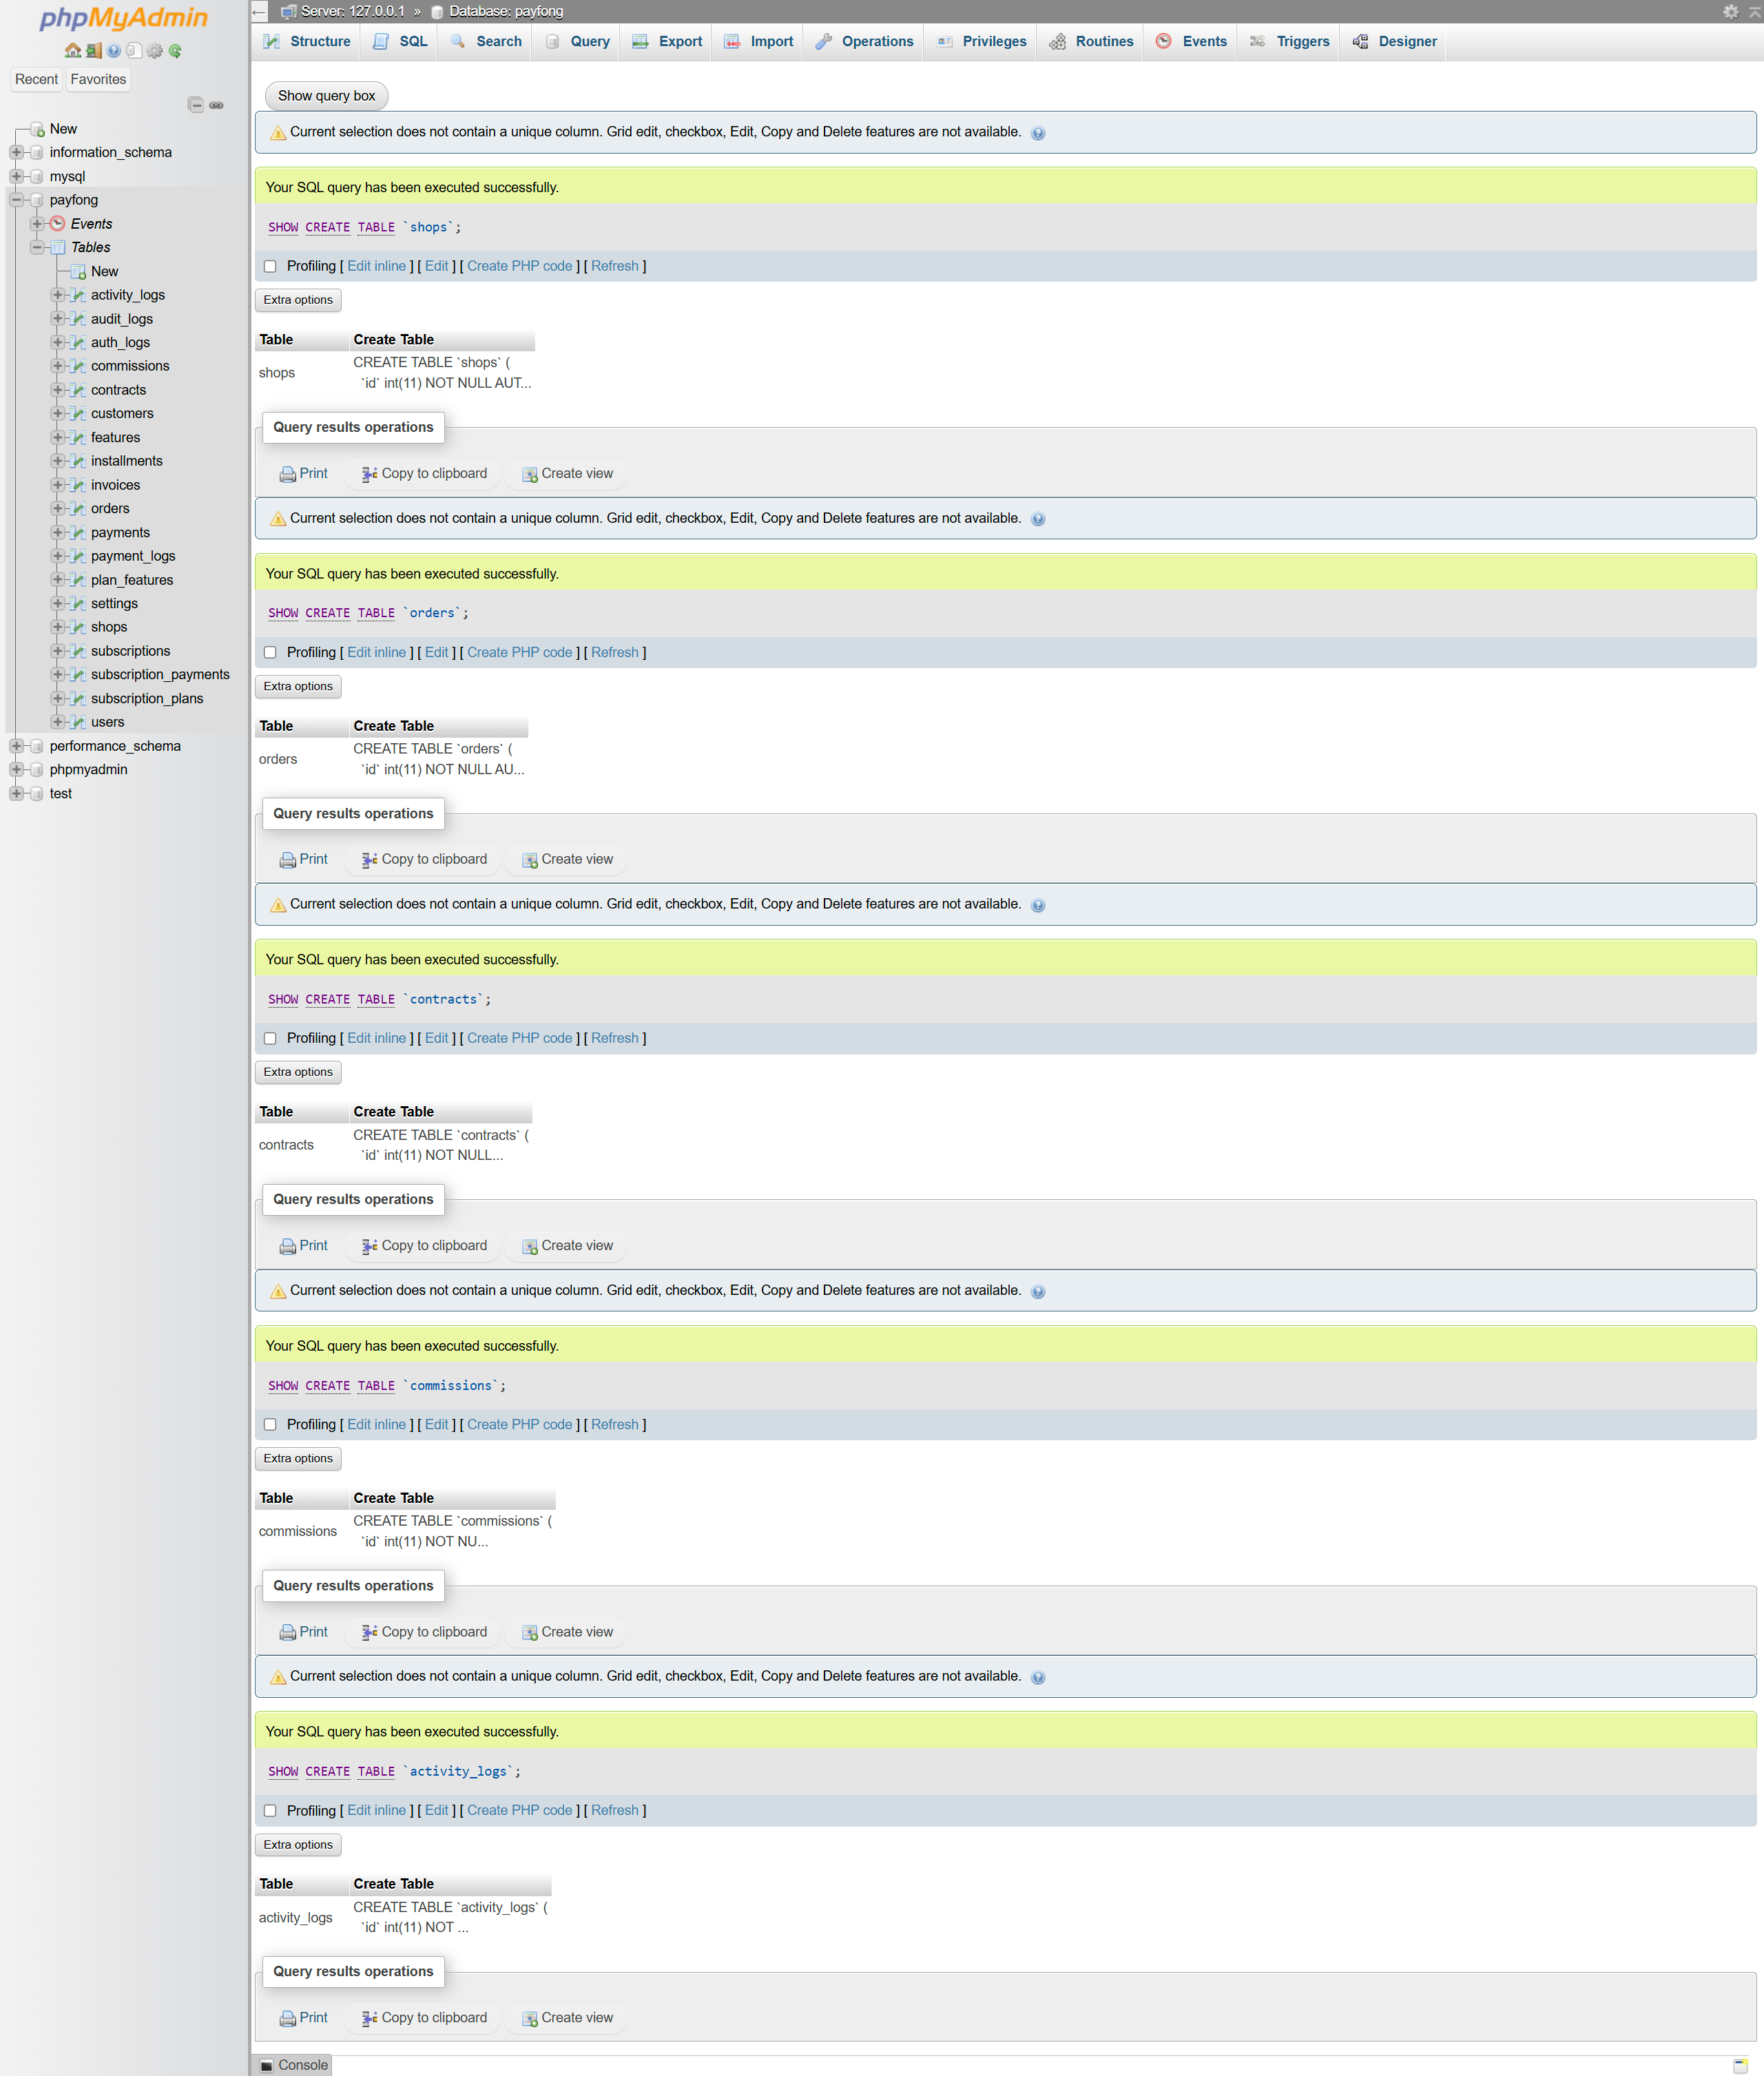 phpMyAdmin
Recent Favorites
New
information_schema
mysql
payfong
Events
Tables
New
activity_logs
audit_logs
auth_logs
commissions
contracts
customers
features
installments
invoices
orders
payments
payment_logs
plan_features
settings
shops
subscriptions
subscription_payments
subscription_plans
users
performance_schema
phpmyadmin
test
Server: 127.0.0.1 » Database: payfong
Structure SQL Search Query Export Import Operations Privileges Routines Events Triggers Designer
Show query box
Current selection does not contain a unique column. Grid edit, checkbox, Edit, Copy and Delete features are not available.
Your SQL query has been executed successfully.
SHOW CREATE TABLE `shops`;
Profiling [ Edit inline ] [ Edit ] [ Create PHP code ] [ Refresh ]
Extra options
Table Create Table
shops CREATE TABLE `shops` (
`id` int(11) NOT NULL AUT...
Query results operations
Print Copy to clipboard Create view
Current selection does not contain a unique column. Grid edit, checkbox, Edit, Copy and Delete features are not available.
Your SQL query has been executed successfully.
SHOW CREATE TABLE `orders`;
Profiling [ Edit inline ] [ Edit ] [ Create PHP code ] [ Refresh ]
Extra options
Table Create Table
orders CREATE TABLE `orders` (
`id` int(11) NOT NULL AU...
Query results operations
Print Copy to clipboard Create view
Current selection does not contain a unique column. Grid edit, checkbox, Edit, Copy and Delete features are not available.
Your SQL query has been executed successfully.
SHOW CREATE TABLE `contracts`;
Profiling [ Edit inline ] [ Edit ] [ Create PHP code ] [ Refresh ]
Extra options
Table Create Table
contracts CREATE TABLE `contracts` (
`id` int(11) NOT NULL...
Query results operations
Print Copy to clipboard Create view
Current selection does not contain a unique column. Grid edit, checkbox, Edit, Copy and Delete features are not available.
Your SQL query has been executed successfully.
SHOW CREATE TABLE `commissions`;
Profiling [ Edit inline ] [ Edit ] [ Create PHP code ] [ Refresh ]
Extra options
Table Create Table
commissions CREATE TABLE `commissions` (
`id` int(11) NOT NU...
Query results operations
Print Copy to clipboard Create view
Current selection does not contain a unique column. Grid edit, checkbox, Edit, Copy and Delete features are not available.
Your SQL query has been executed successfully.
SHOW CREATE TABLE `activity_logs`;
Profiling [ Edit inline ] [ Edit ] [ Create PHP code ] [ Refresh ]
Extra options
Table Create Table
activity_logs CREATE TABLE `activity_logs` (
`id` int(11) NOT ...
Query results operations
Print Copy to clipboard Create view
Console